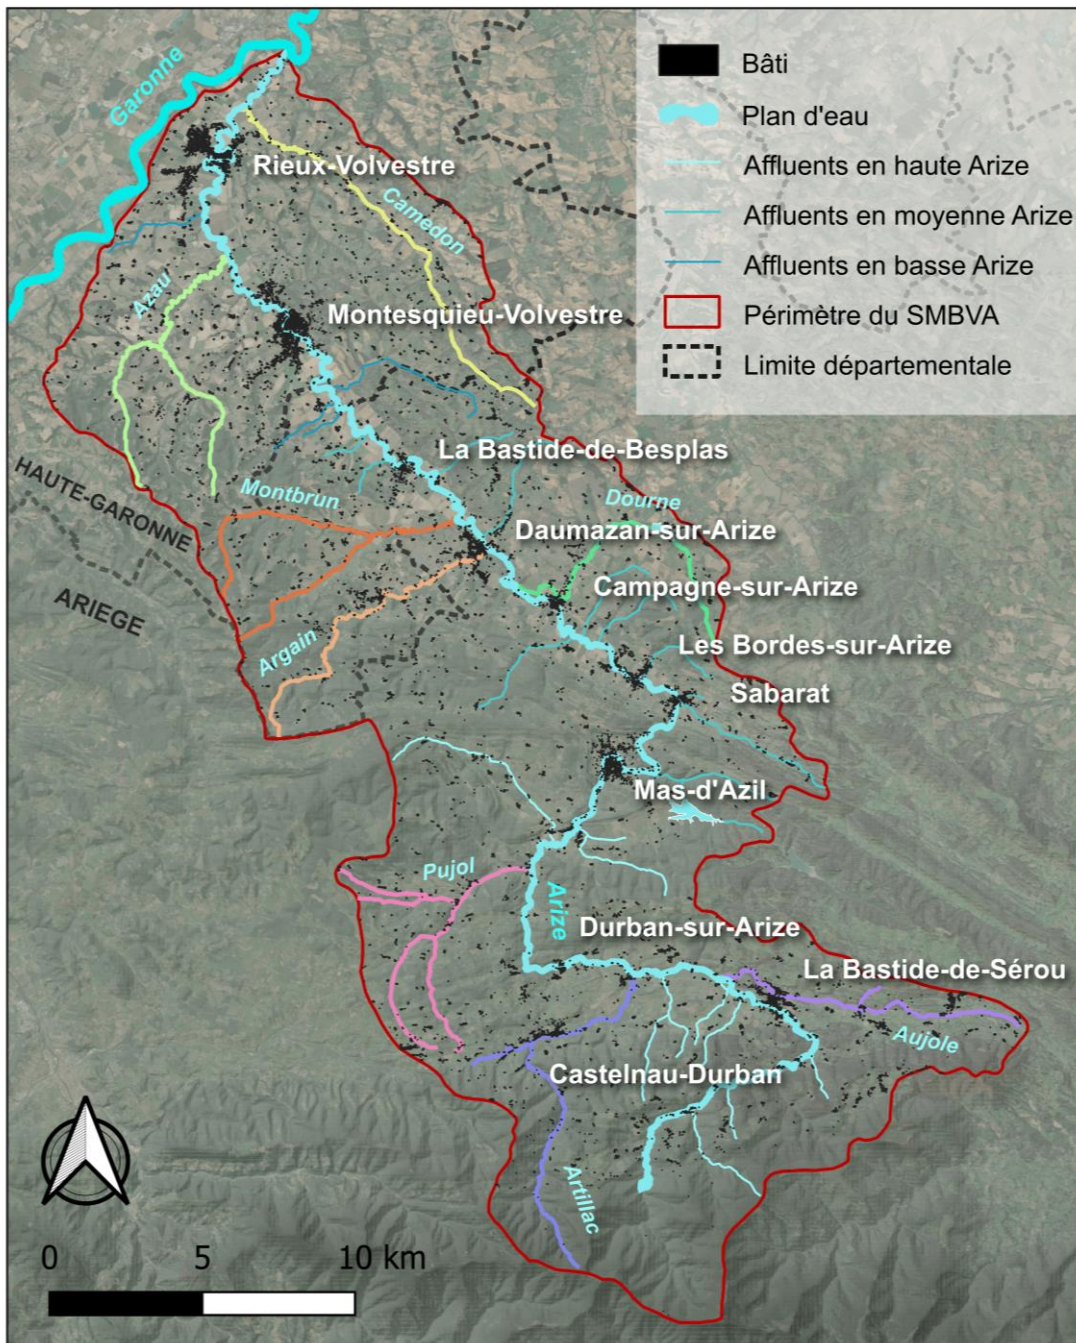 Garonne
Bâti
Plan d'eau
Affluents en haute Arize
Affluents en moyenne Arize
Affluents en basse Arize
Périmètre du SMBVA
Limite départementale
Rieux-Volvestre
Camedon
Azau
Montesquieu-Volvestre
La Bastide-de-Besplas
HAUTE-GARONNE
Montbrun
Dourne
Daumazan-sur-Arize
Campagne-sur-Arize
ARIEGE
Argain
Les Bordes-sur-Arize
Sabarat
Mas-d'Azil
Pujol
Arize
Durban-sur-Arize
La Bastide-de-Sérou
Aujole
Castelnau-Durban
Artillac
0 5 10 km